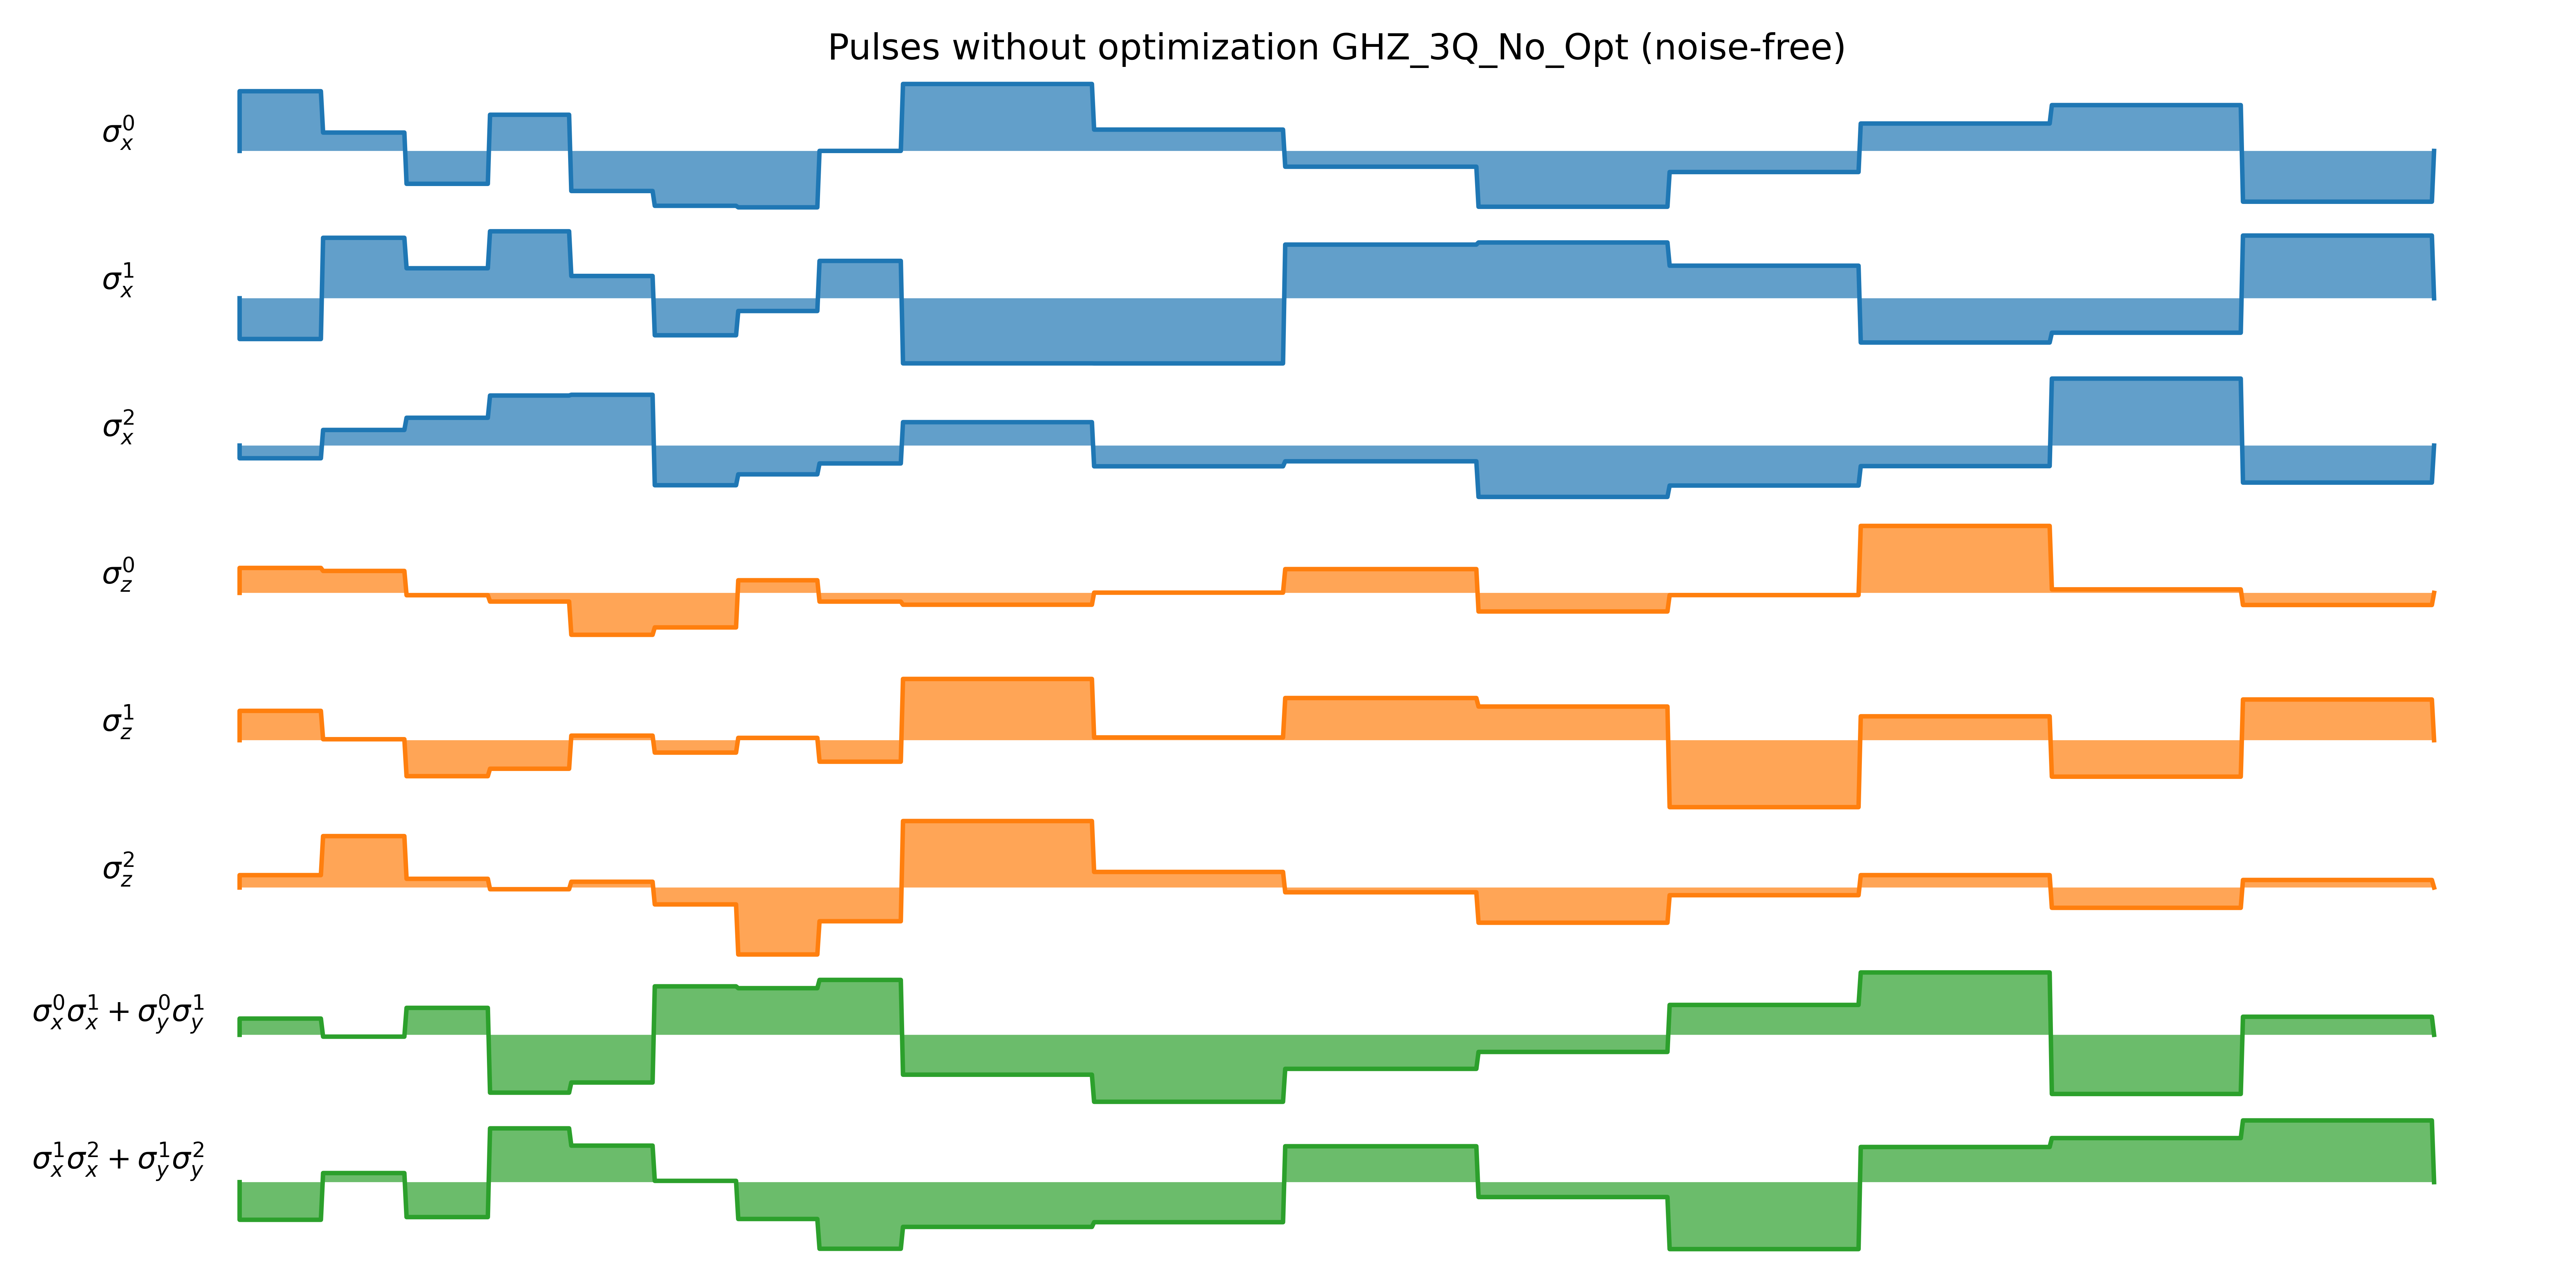 Pulses without optimization GHZ_3Q_No_Opt (noise-free)
σ_x^0
σ_x^1
σ_x^2
σ_z^0
σ_z^1
σ_z^2
σ_x^0σ_x^1 + σ_y^0σ_y^1
σ_x^1σ_x^2 + σ_y^1σ_y^2